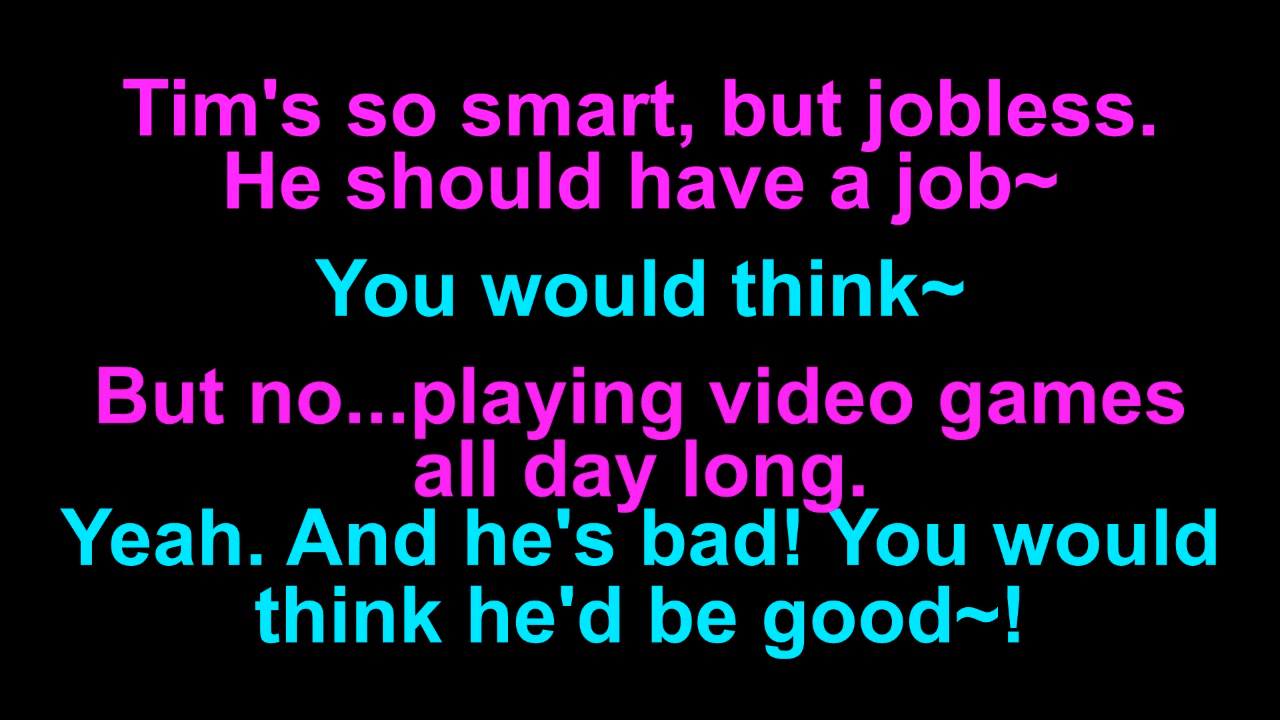 Tim's so smart, but jobless.
He should have a job~
You would think~
But no...playing video games
all day long.
Yeah. And he's bad! You would
think he'd be good~!